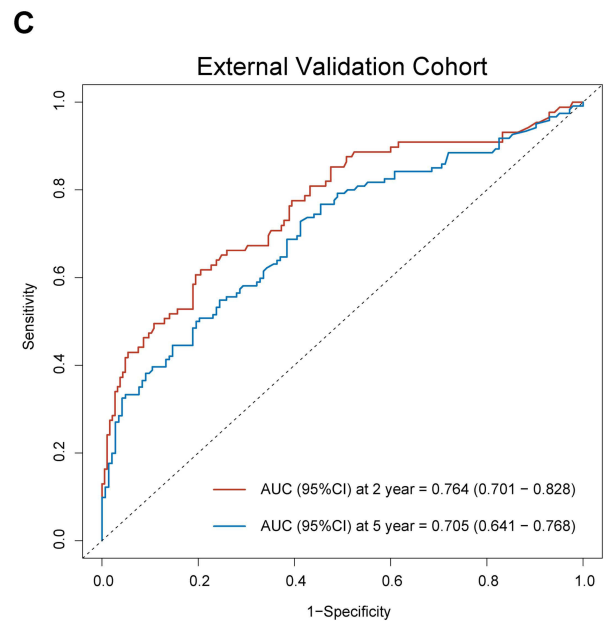 C
External Validation Cohort
Sensitivity
1.0
0.8
0.6
0.4
0.2
0.0
AUC (95%CI) at 2 year = 0.764 (0.701 − 0.828)
AUC (95%CI) at 5 year = 0.705 (0.641 − 0.768)
0.0 0.2 0.4 0.6 0.8 1.0
1−Specificity